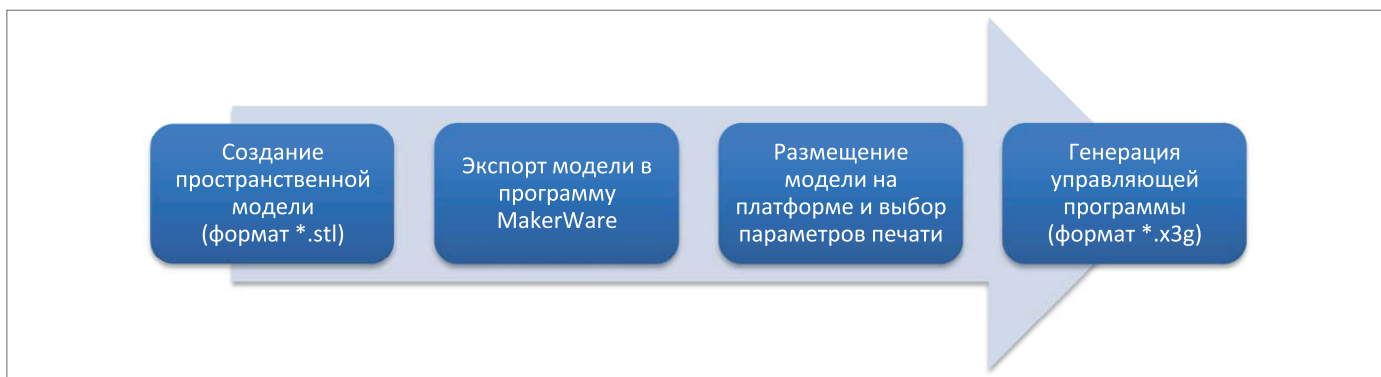 Создание
пространственной
модели
(формат *.stl)
Экспорт модели в
программу
MakerWare
Размещение
модели на
платформе и выбор
параметров печати
Генерация
управляющей
программы
(формат *.x3g)